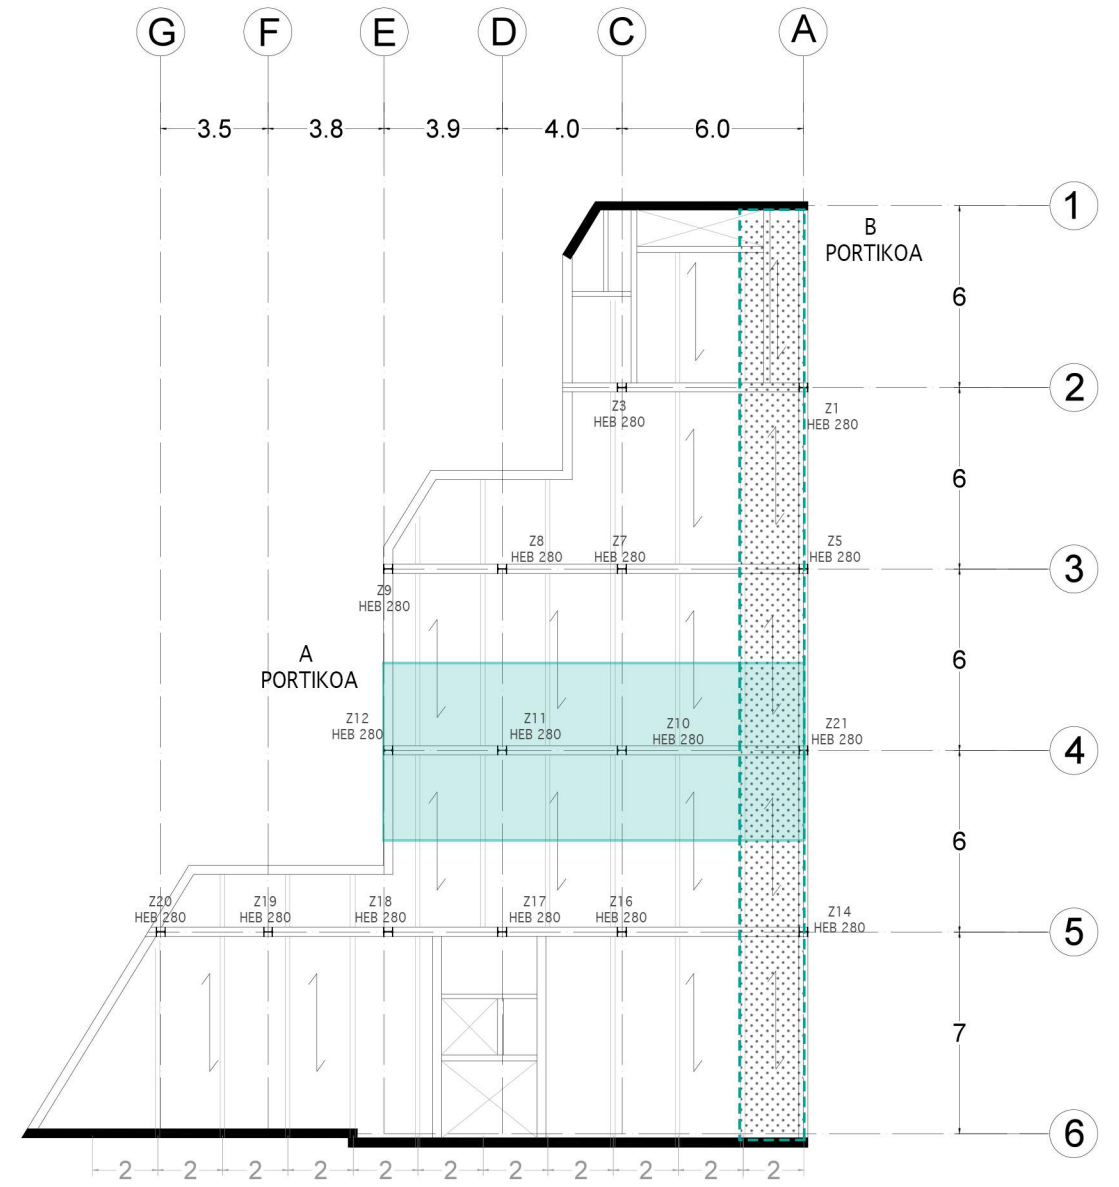 G F E D C A
3.5 3.8 3.9 4.0 6.0
1
B
PORTIKOA
6
2
Z3
HEB 280
Z1
HEB 280
6
Z8
HEB 280
Z7
HEB 280
Z5
HEB 280
3
Z9
HEB 280
A
PORTIKOA
6
Z12
HEB 280
Z11
HEB 280
Z10
HEB 280
Z21
HEB 280
4
6
Z20
HEB 280
Z19
HEB 280
Z18
HEB 280
Z17
HEB 280
Z16
HEB 280
Z14
HEB 280
5
7
6
2 2 2 2 2 2 2 2 2 2 2